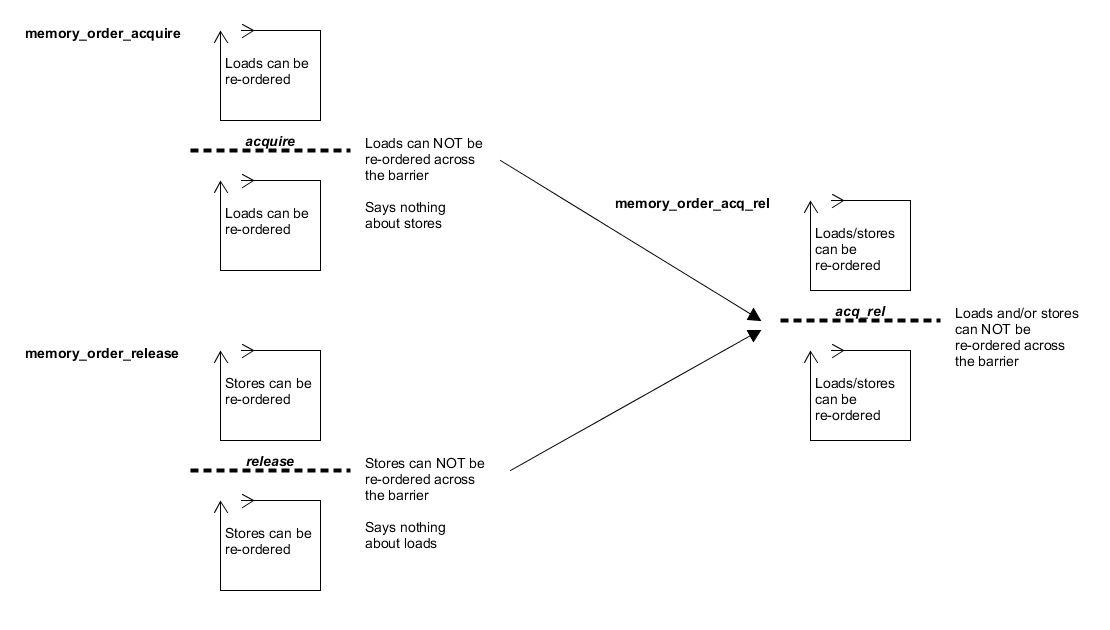 memory_order_acquire
Loads can be
re-ordered
acquire
Loads can NOT be
re-ordered across
the barrier
Says nothing
about stores
Loads can be
re-ordered
memory_order_release
Stores can be
re-ordered
release
Stores can NOT be
re-ordered across
the barrier
Says nothing
about loads
Stores can be
re-ordered
memory_order_acq_rel
Loads/stores
can be
re-ordered
acq_rel
Loads and/or stores
can NOT be
re-ordered across
the barrier
Loads/stores
can be
re-ordered